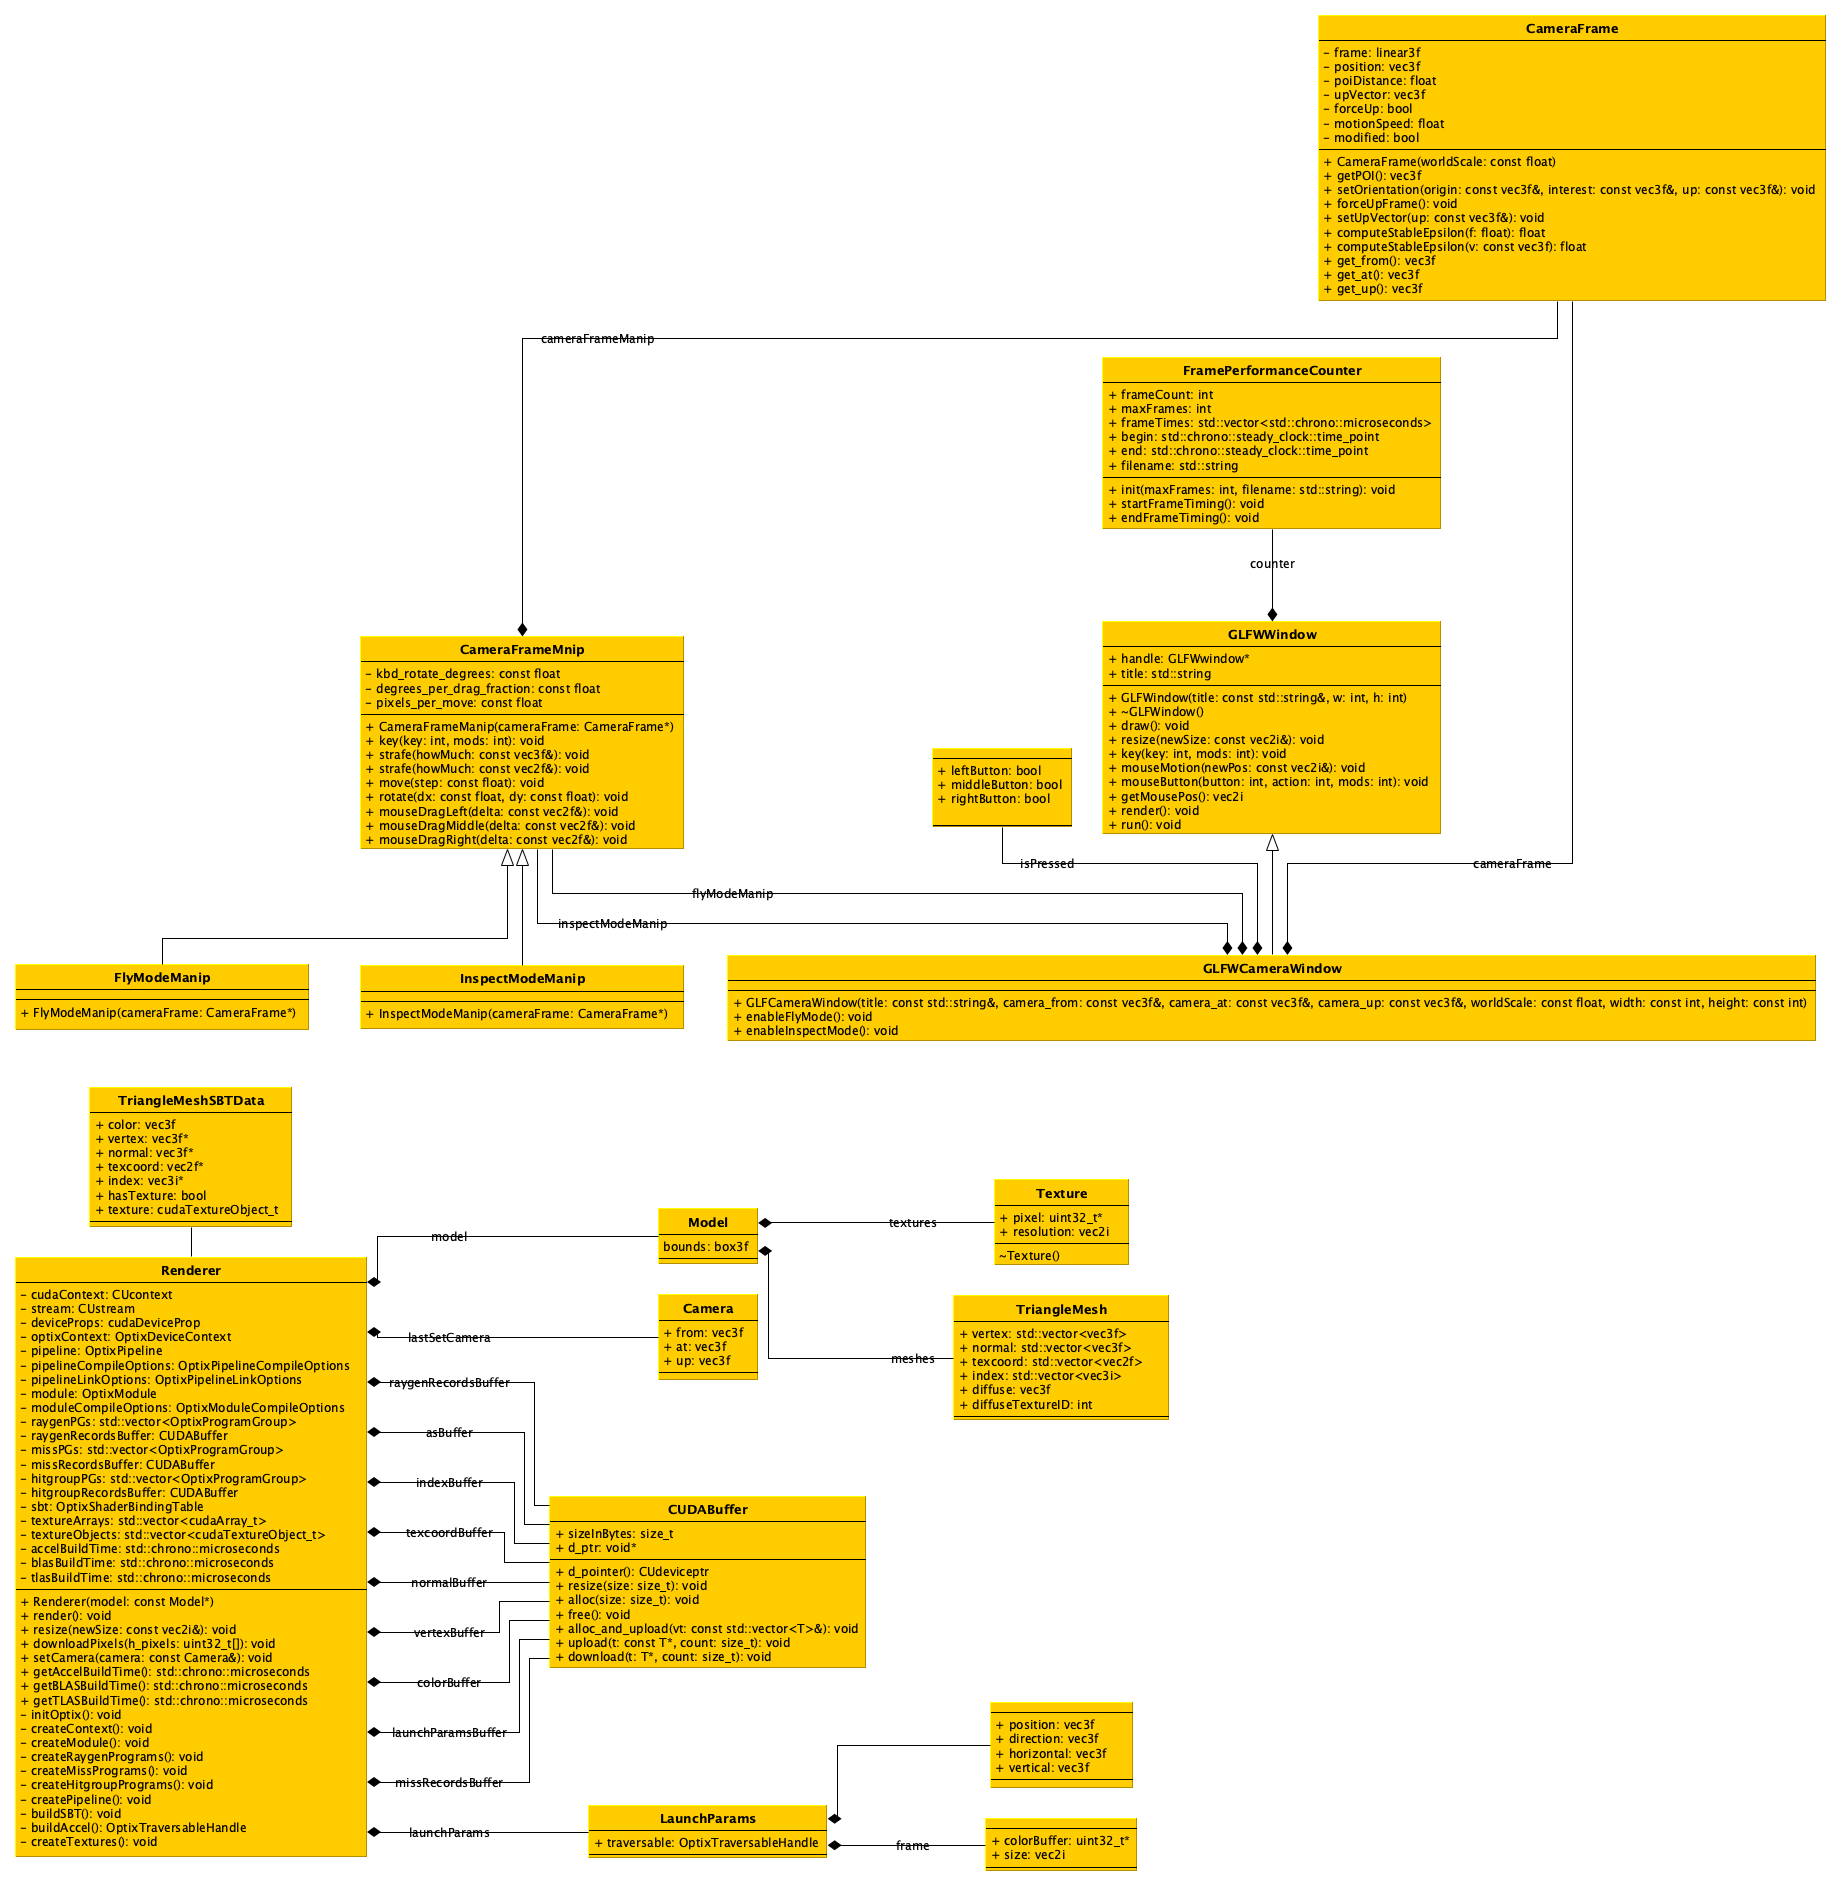 CameraFrame
− frame: linear3f
− position: vec3f
− poiDistance: float
− upVector: vec3f
− forceUp: bool
− motionSpeed: float
− modified: bool
+ CameraFrame(worldScale: const float)
+ getPOI(): vec3f
+ setOrientation(origin: const vec3f&, interest: const vec3f&, up: const vec3f&): void
+ forceUpFrame(): void
+ setUpVector(up: const vec3f&): void
+ computeStableEpsilon(f: float): float
+ computeStableEpsilon(v: const vec3f): float
+ get_from(): vec3f
+ get_at(): vec3f
+ get_up(): vec3f
cameraFrameManip
FramePerformanceCounter
+ frameCount: int
+ maxFrames: int
+ frameTimes: std::vector<std::chrono::microseconds>
+ begin: std::chrono::steady_clock::time_point
+ end: std::chrono::steady_clock::time_point
+ filename: std::string
+ init(maxFrames: int, filename: std::string): void
+ startFrameTiming(): void
+ endFrameTiming(): void
counter
CameraFrameMnip
− kbd_rotate_degrees: const float
− degrees_per_drag_fraction: const float
− pixels_per_move: const float
+ CameraFrameManip(cameraFrame: CameraFrame*)
+ key(key: int, mods: int): void
+ strafe(howMuch: const vec3f&): void
+ strafe(howMuch: const vec2f&): void
+ move(step: const float): void
+ rotate(dx: const float, dy: const float): void
+ mouseDragLeft(delta: const vec2f&): void
+ mouseDragMiddle(delta: const vec2f&): void
+ mouseDragRight(delta: const vec2f&): void
GLFWWindow
+ handle: GLFWwindow*
+ title: std::string
+ GLFWindow(title: const std::string&, w: int, h: int)
+ ~GLFWindow()
+ draw(): void
+ resize(newSize: const vec2i&): void
+ key(key: int, mods: int): void
+ mouseMotion(newPos: const vec2i&): void
+ mouseButton(button: int, action: int, mods: int): void
+ getMousePos(): vec2i
+ render(): void
+ run(): void
+ leftButton: bool
+ middleButton: bool
+ rightButton: bool
isPressed
cameraFrame
flyModeManip
inspectModeManip
FlyModeManip
+ FlyModeManip(cameraFrame: CameraFrame*)
InspectModeManip
+ InspectModeManip(cameraFrame: CameraFrame*)
GLFWCameraWindow
+ GLFCameraWindow(title: const std::string&, camera_from: const vec3f&, camera_at: const vec3f&, camera_up: const vec3f&, worldScale: const float, width: const int, height: const int)
+ enableFlyMode(): void
+ enableInspectMode(): void
TriangleMeshSBTData
+ color: vec3f
+ vertex: vec3f*
+ normal: vec3f*
+ texcoord: vec2f*
+ index: vec3i*
+ hasTexture: bool
+ texture: cudaTextureObject_t
Renderer
− cudaContext: CUcontext
− stream: CUstream
− deviceProps: cudaDeviceProp
− optixContext: OptixDeviceContext
− pipeline: OptixPipeline
− pipelineCompileOptions: OptixPipelineCompileOptions
− pipelineLinkOptions: OptixPipelineLinkOptions
− module: OptixModule
− moduleCompileOptions: OptixModuleCompileOptions
− raygenPGs: std::vector<OptixProgramGroup>
− raygenRecordsBuffer: CUDABuffer
− missPGs: std::vector<OptixProgramGroup>
− missRecordsBuffer: CUDABuffer
− hitgroupPGs: std::vector<OptixProgramGroup>
− hitgroupRecordsBuffer: CUDABuffer
− sbt: OptixShaderBindingTable
− textureArrays: std::vector<cudaArray_t>
− textureObjects: std::vector<cudaTextureObject_t>
− accelBuildTime: std::chrono::microseconds
− blasBuildTime: std::chrono::microseconds
− tlasBuildTime: std::chrono::microseconds
+ Renderer(model: const Model*)
+ render(): void
+ resize(newSize: const vec2i&): void
+ downloadPixels(h_pixels: uint32_t[]): void
+ setCamera(camera: const Camera&): void
+ getAccelBuildTime(): std::chrono::microseconds
+ getBLASBuildTime(): std::chrono::microseconds
+ getTLASBuildTime(): std::chrono::microseconds
− initOptix(): void
− createContext(): void
− createModule(): void
− createRaygenPrograms(): void
− createMissPrograms(): void
− createHitgroupPrograms(): void
− createPipeline(): void
− buildSBT(): void
− buildAccel(): OptixTraversableHandle
− createTextures(): void
model
lastSetCamera
raygenRecordsBuffer
asBuffer
indexBuffer
texcoordBuffer
normalBuffer
vertexBuffer
colorBuffer
launchParamsBuffer
missRecordsBuffer
launchParams
Model
bounds: box3f
textures
meshes
Texture
+ pixel: uint32_t*
+ resolution: vec2i
~Texture()
Camera
+ from: vec3f
+ at: vec3f
+ up: vec3f
TriangleMesh
+ vertex: std::vector<vec3f>
+ normal: std::vector<vec3f>
+ texcoord: std::vector<vec2f>
+ index: std::vector<vec3i>
+ diffuse: vec3f
+ diffuseTextureID: int
CUDABuffer
+ sizeInBytes: size_t
+ d_ptr: void*
+ d_pointer(): CUdeviceptr
+ resize(size: size_t): void
+ alloc(size: size_t): void
+ free(): void
+ alloc_and_upload(vt: const std::vector<T>&): void
+ upload(t: const T*, count: size_t): void
+ download(t: T*, count: size_t): void
+ position: vec3f
+ direction: vec3f
+ horizontal: vec3f
+ vertical: vec3f
LaunchParams
+ traversable: OptixTraversableHandle
frame
+ colorBuffer: uint32_t*
+ size: vec2i